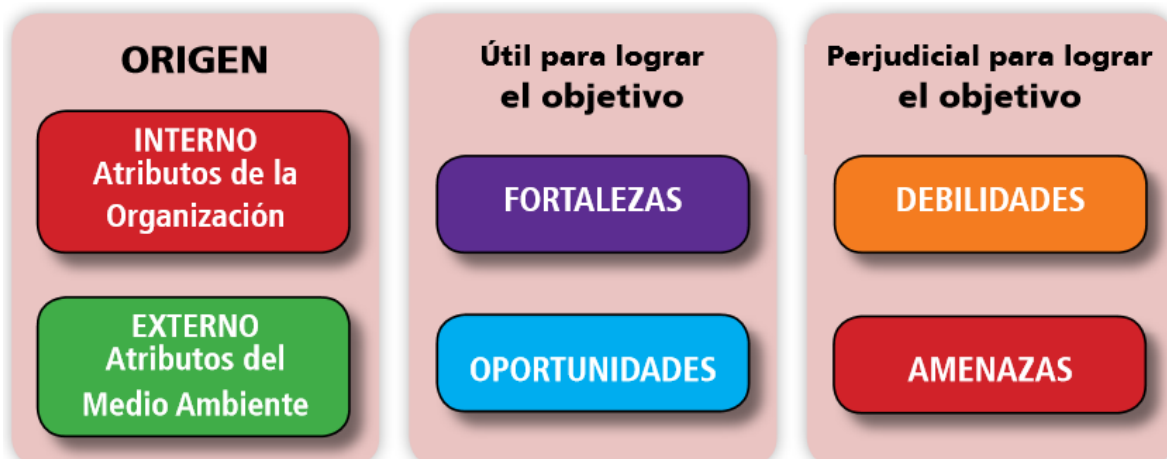 ORIGEN
INTERNO
Atributos de la
Organización
EXTERNO
Atributos del
Medio Ambiente
Útil para lograr
el objetivo
FORTALEZAS
OPORTUNIDADES
Perjudicial para lograr
el objetivo
DEBILIDADES
AMENAZAS